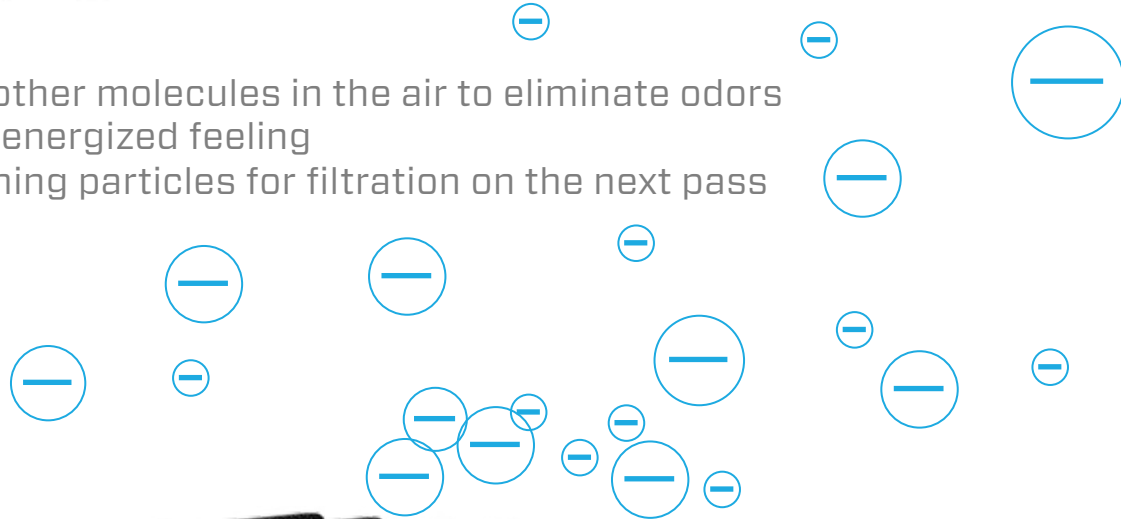 other molecules in the air to eliminate odors
energized feeling
ning particles for filtration on the next pass